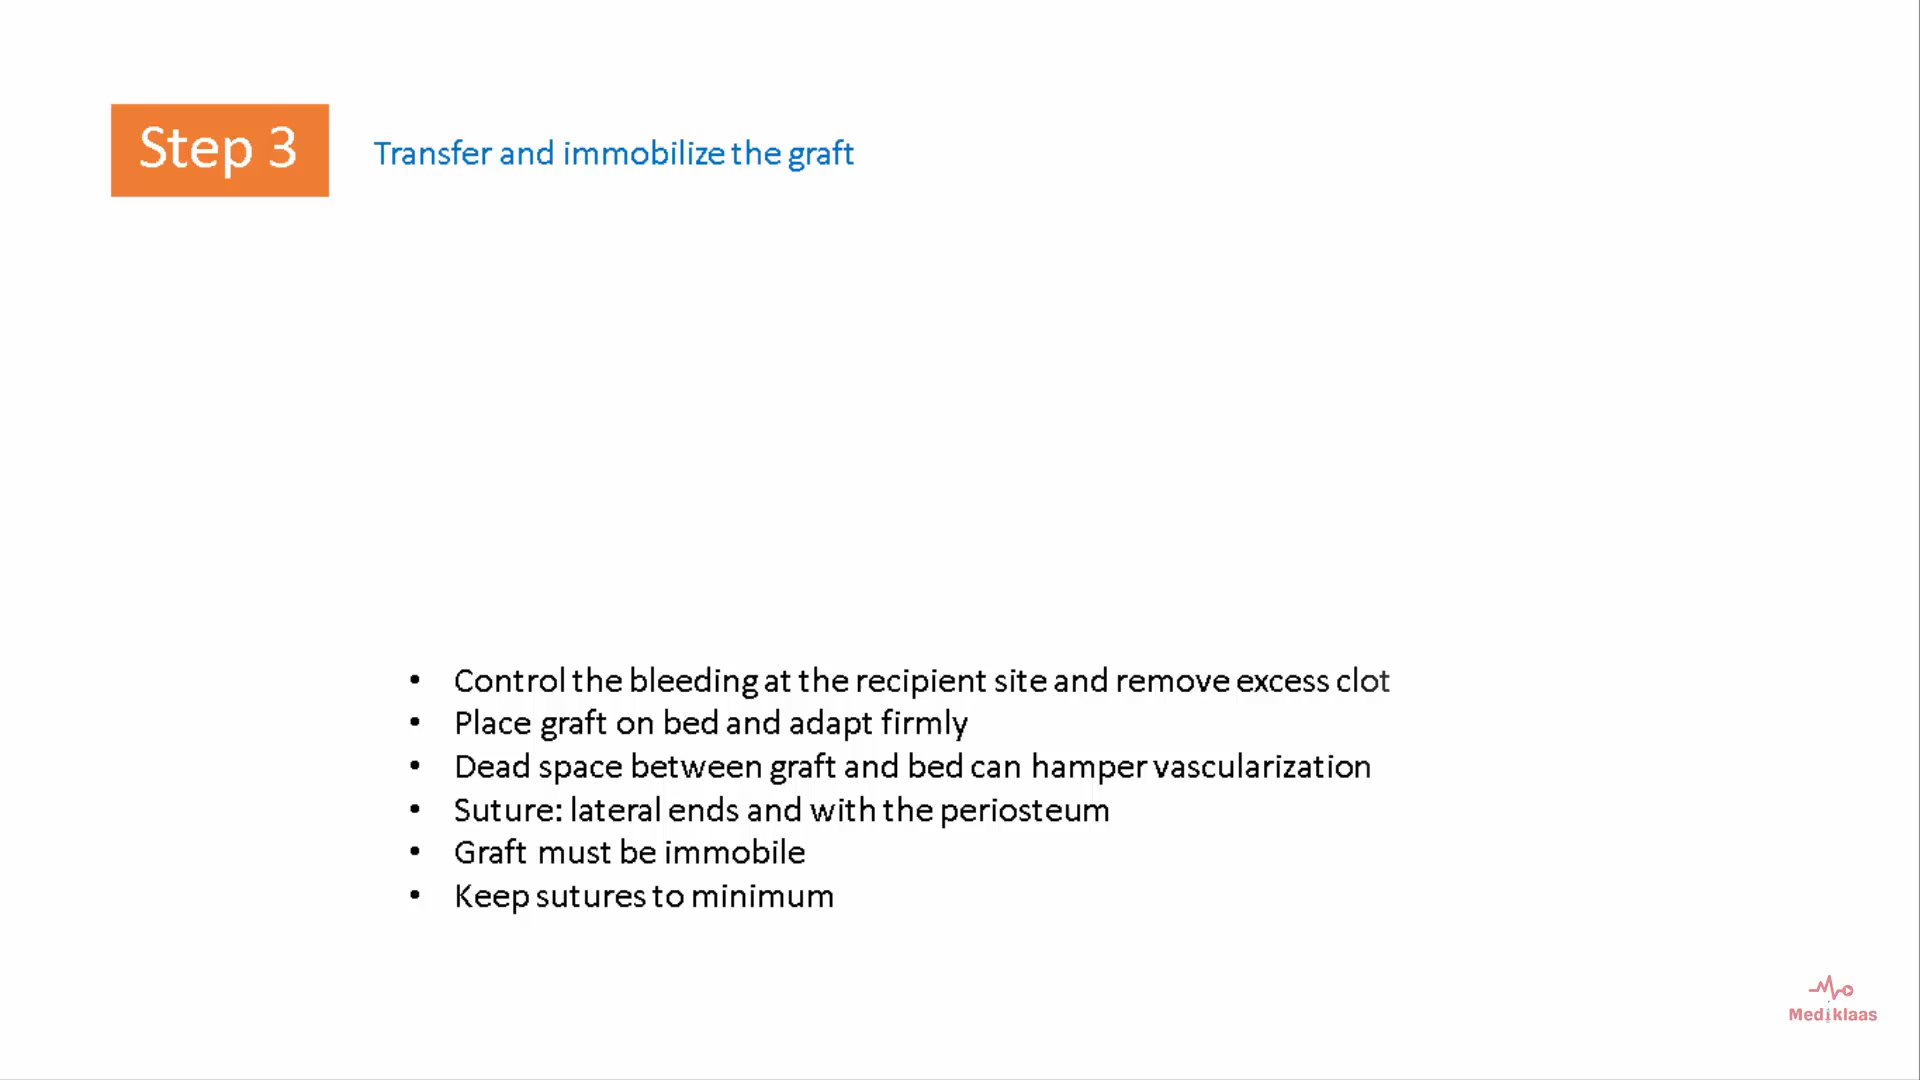 Step 3
Transfer and immobilize the graft
• Control the bleeding at the recipient site and remove excess clot
• Place graft on bed and adapt firmly
• Dead space between graft and bed can hamper vascularization
• Suture: lateral ends and with the periosteum
• Graft must be immobile
• Keep sutures to minimum
Mediklaas